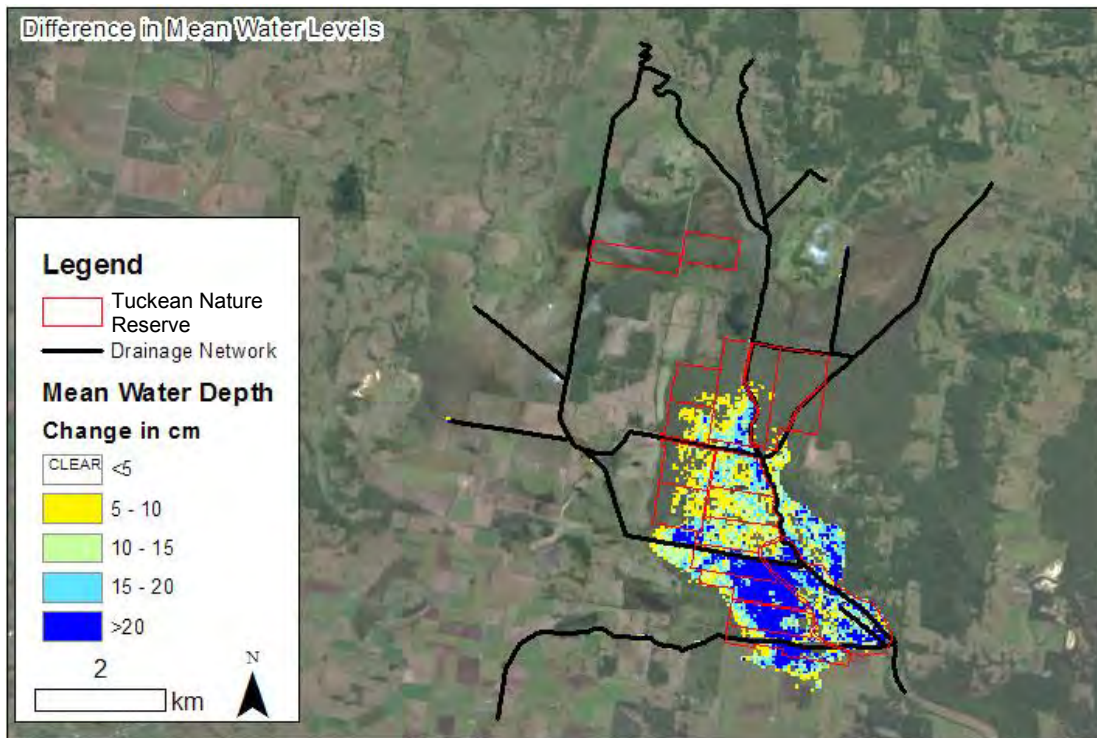 Difference in Mean Water Levels
Legend
Tuckean Nature
Reserve
Drainage Network
Mean Water Depth
Change in cm
CLEAR <5
5 - 10
10 - 15
15 - 20
>20
2
km
N